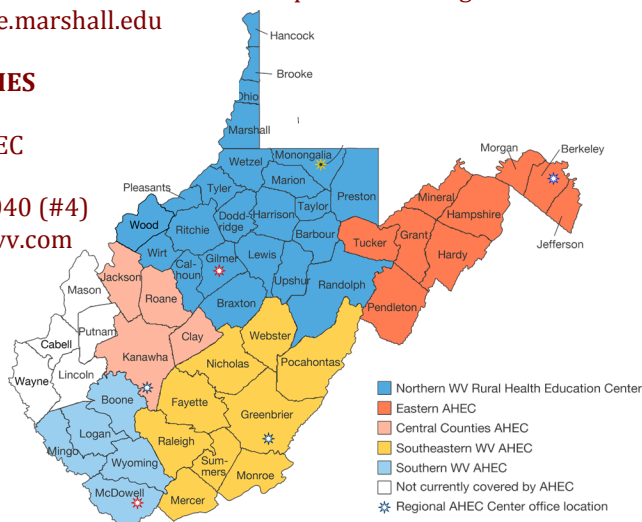 e.marshall.edu
IES
EC
040 (#4)
vv.com
Hancock
Brooke
Ohio
Marshall
Wetzel
Monongalia
Marion
Preston
Morgan
Berkeley
Jefferson
Pleasants
Tyler
Taylor
Mineral
Hampshire
Wood
Ritchie
Dodd-
ridge
Harrison
Barbour
Tucker
Grant
Hardy
Wirt
Cal-
houn
Gilmer
Lewis
Upshur
Randolph
Pendleton
Mason
Jackson
Roane
Braxton
Putnam
Clay
Webster
Pocahontas
Cabell
Kanawha
Nicholas
Wayne
Lincoln
Boone
Fayette
Greenbrier
Logan
Raleigh
Mingo
Wyoming
Sum-
mers
Monroe
McDowell
Mercer
Northern WV Rural Health Education Center
Eastern AHEC
Central Counties AHEC
Southeastern WV AHEC
Southern WV AHEC
Not currently covered by AHEC
Regional AHEC Center office location